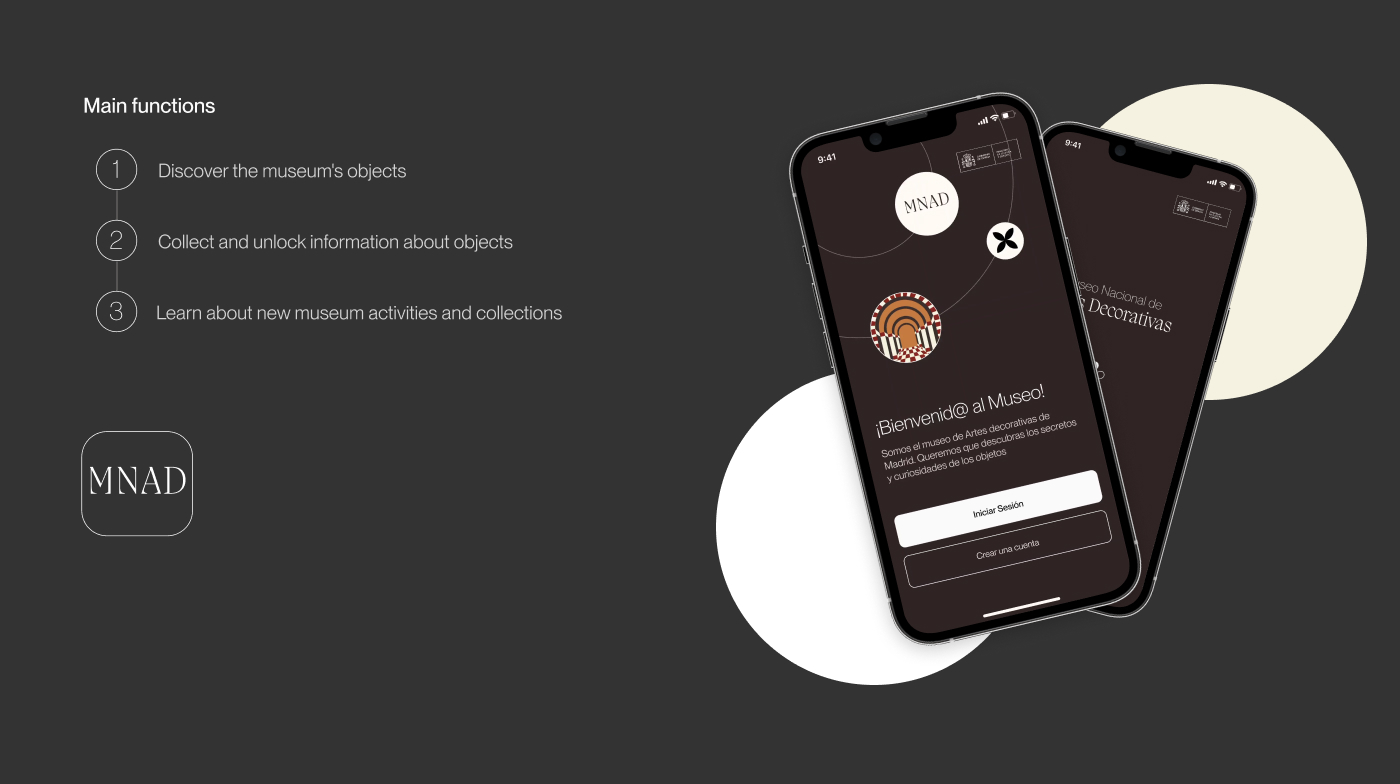 Main functions
1
Discover the museum's objects
2
Collect and unlock information about objects
3
Learn about new museum activities and collections
MNAD
9:41
MNAD
¡Bienvenid@ al Museo!
Somos el museo de Artes decorativas de
Madrid. Queremos que descubras los secretos
y curiosidades de los objetos
Iniciar Sesión
Crear una cuenta
9:41
seo Nacional de
s Decorativas